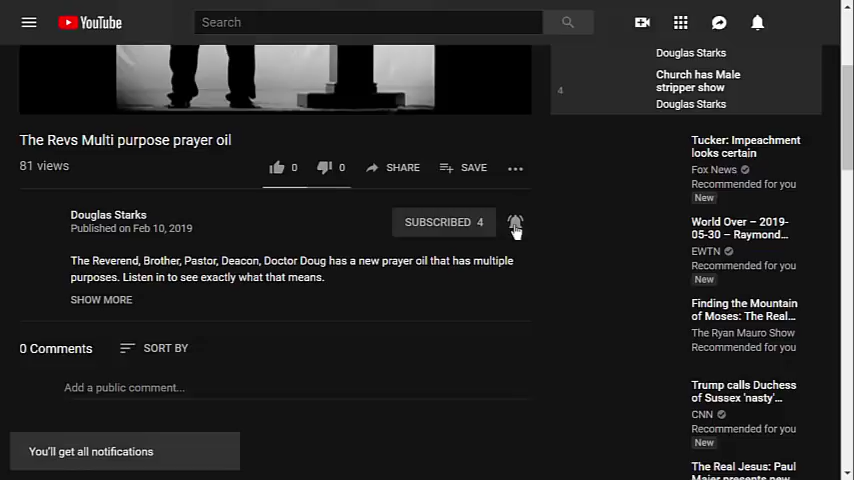 YouTube
Search
Douglas Starks
4
Church has Male
stripper show
Douglas Starks
The Revs Multi purpose prayer oil
81 views
0
0
SHARE
SAVE
Douglas Starks
Published on Feb 10, 2019
SUBSCRIBED 4
The Reverend, Brother, Pastor, Deacon, Doctor Doug has a new prayer oil that has multiple
purposes. Listen in to see exactly what that means.
SHOW MORE
0 Comments
SORT BY
Add a public comment...
You'll get all notifications
Tucker: Impeachment
looks certain
Fox News
Recommended for you
New
World Over – 2019-
05-30 – Raymond...
EWTN
Recommended for you
New
Finding the Mountain
of Moses: The Real...
The Ryan Mauro Show
Recommended for you
Trump calls Duchess
of Sussex 'nasty'...
CNN
Recommended for you
New
The Real Jesus: Paul
Maier presents new